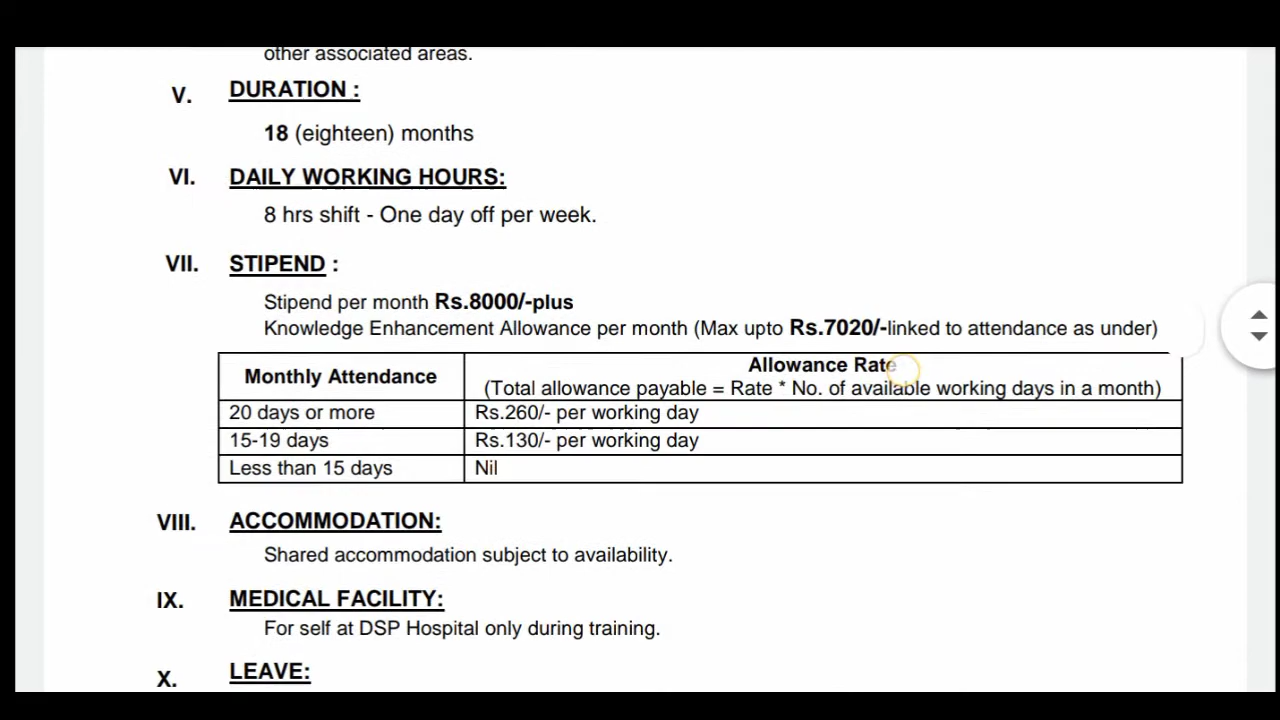 other associated areas.
V. DURATION :
18 (eighteen) months
VI. DAILY WORKING HOURS:
8 hrs shift - One day off per week.
VII. STIPEND :
Stipend per month Rs.8000/-plus
Knowledge Enhancement Allowance per month (Max upto Rs.7020/-linked to attendance as under)
Monthly Attendance
Allowance Rate
(Total allowance payable = Rate * No. of available working days in a month)
20 days or more Rs.260/- per working day
15-19 days Rs.130/- per working day
Less than 15 days Nil
VIII. ACCOMMODATION:
Shared accommodation subject to availability.
IX. MEDICAL FACILITY:
For self at DSP Hospital only during training.
X. LEAVE: